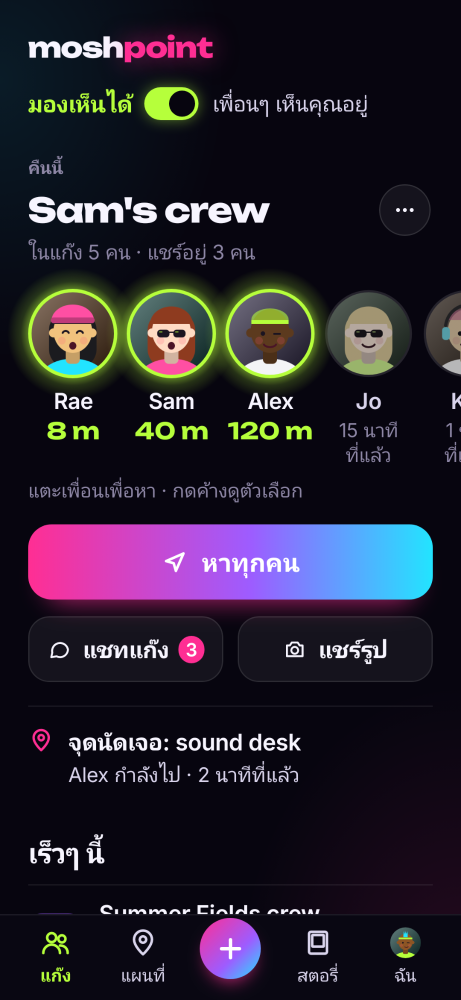 moshpoint
มองเห็นได้ เพื่อนๆ เห็นคุณอยู่
คืนนี้
Sam's crew
ในแก๊ง 5 คน · แชร์อยู่ 3 คน
Rae Sam Alex Jo
8 m 40 m 120 m 15 นาที
ที่แล้ว
แตะเพื่อนเพื่อหา · กดค้างดูตัวเลือก
หาทุกคน
แชทแก๊ง 3 แชร์รูป
จุดนัดเจอ: sound desk
Alex กำลังไป · 2 นาทีที่แล้ว
เร็วๆ นี้
Summer Fields crew
แก๊ง แผนที่ สตอรี่ ฉัน